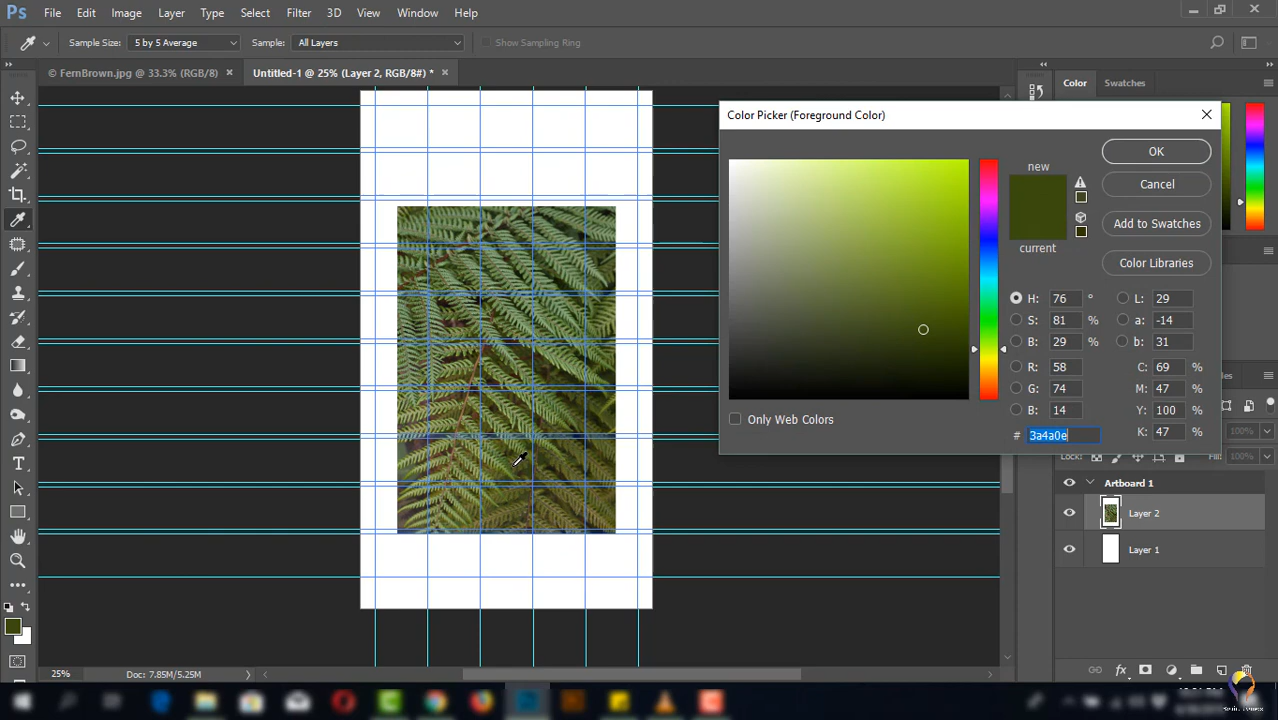 Ps File Edit Image Layer Type Select Filter 3D View Window Help
Sample Size: 5 by 5 Average Sample: All Layers Show Sampling Ring
© FernBrown.jpg @ 33.3% (RGB/8) × Untitled-1 @ 25% (Layer 2, RGB/8#) * ×
Color Swatches
Color Picker (Foreground Color)
new
current
OK
Cancel
Add to Swatches
Color Libraries
H: 76 ° L: 29
S: 81 % a: -14
B: 29 % b: 31
R: 58 C: 69 %
G: 74 M: 47 %
B: 14 Y: 100 %
# 3a4a0e K: 47 %
Only Web Colors
100%
Lock: Fill: 100%
Artboard 1
Layer 2
Layer 1
25% Doc: 7.85M/5.25M